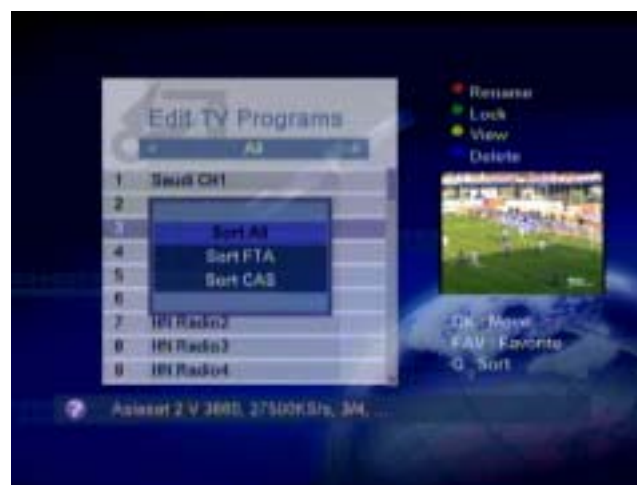 Edit TV Programs
All
1 Saudi CH1
2
3
4
5
6
7 HN Radio2
8 HN Radio3
9 HN Radio4
Sort All
Sort FTA
Sort CAS
Rename
Lock
View
Delete
OK : Move
FAV : Favorite
0 Sort
Asiasat 2 V 3660, 27500KS/s, 3/4, ...